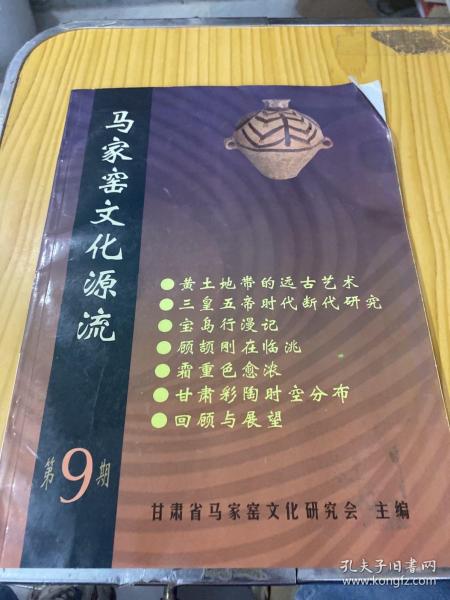 马家窑文化源流
●黄土地带的远古艺术
●三皇五帝时代断代研究
●宝岛行漫记
●顾颉刚在临洮
●霜重色愈浓
●甘肃彩陶时空分布
●回顾与展望
第9期
甘肃省马家窑文化研究会 主编
孔夫子旧书网
www.kongfz.com